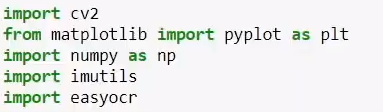 import cv2
from matplotlib import pyplot as plt
import numpy as np
import imutils
import easyocr